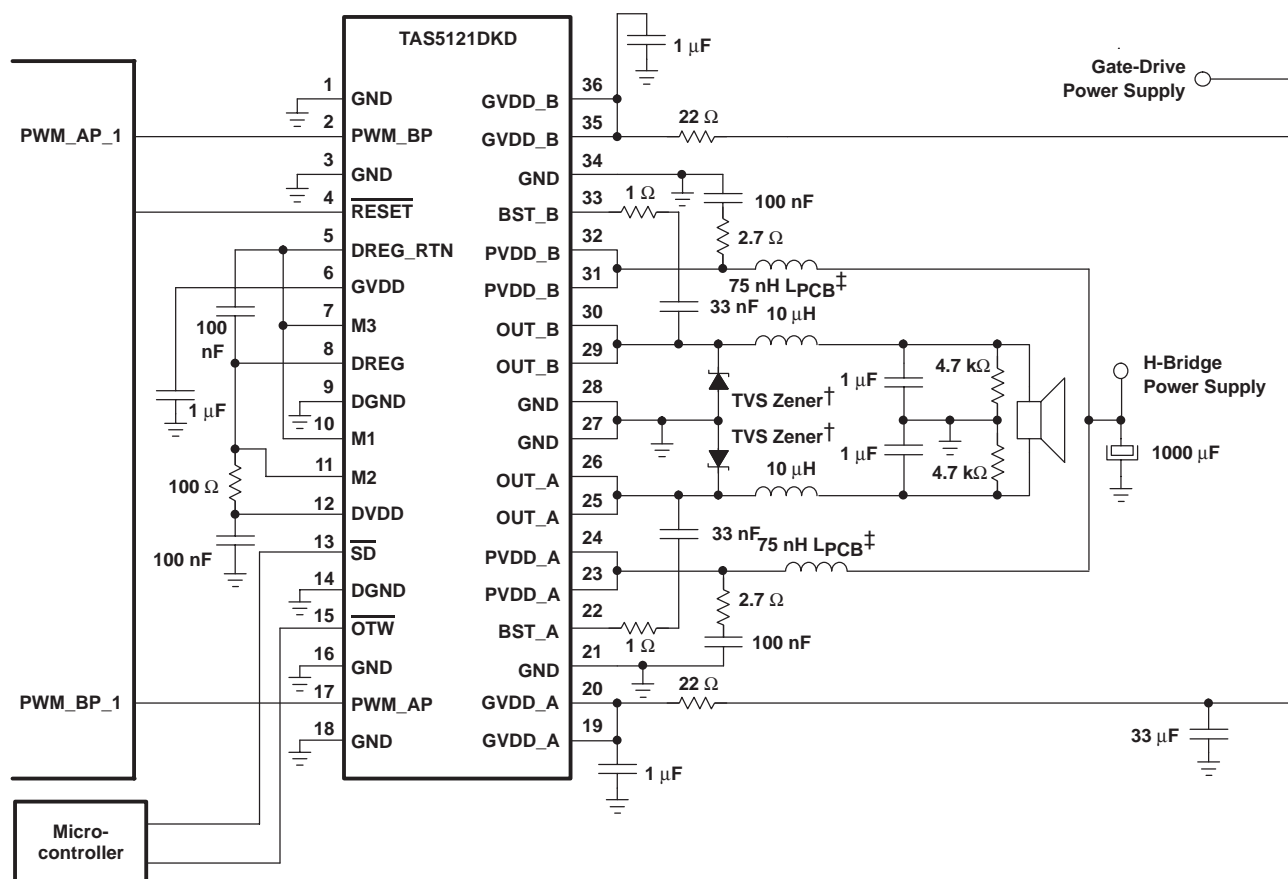 TAS5121DKD
1 μF
Gate-Drive
Power Supply
PWM_AP_1
PWM_BP_1
Micro-
controller
1
GND
2
PWM_BP
3
GND
4
RESET
5
DREG_RTN
6
GVDD
7
M3
8
DREG
9
DGND
10
M1
11
M2
12
DVDD
13
SD
14
DGND
15
OTW
16
GND
17
PWM_AP
18
GND
100
nF
1 μF
100 Ω
100 nF
36
GVDD_B
35
GVDD_B
34
GND
33
BST_B
32
PVDD_B
31
PVDD_B
30
OUT_B
29
OUT_B
28
GND
27
GND
26
OUT_A
25
OUT_A
24
PVDD_A
23
PVDD_A
22
BST_A
21
GND
20
GVDD_A
19
GVDD_A
22 Ω
1 Ω
100 nF
2.7 Ω
75 nH LPCB‡
33 nF
10 μH
TVS Zener†
TVS Zener†
10 μH
1 μF
4.7 kΩ
1 μF
4.7 kΩ
H-Bridge
Power Supply
1000 μF
33 nF
75 nH LPCB‡
2.7 Ω
100 nF
1 Ω
22 Ω
33 μF
1 μF